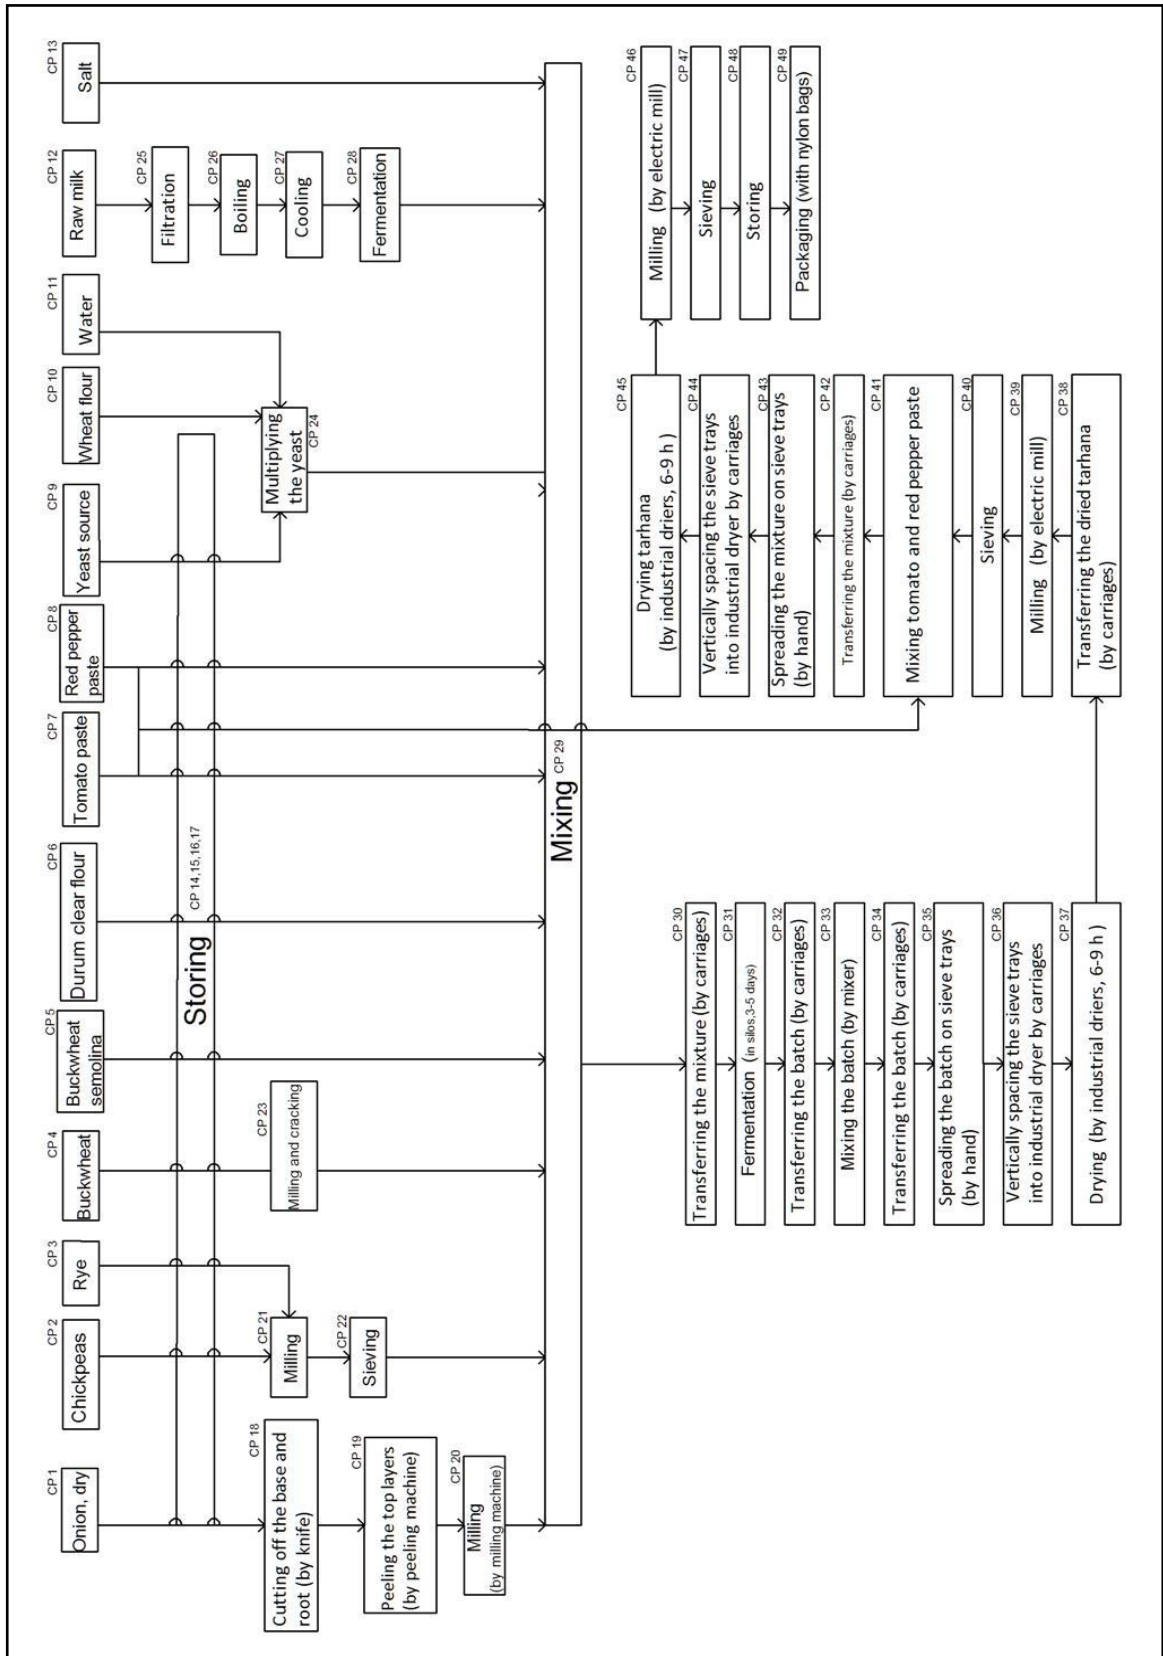 CP 1
Onion, dry
CP 2
Chickpeas
CP 3
Rye
CP 4
Buckwheat
CP 5
Buckwheat
semolina
CP 6
Durum clear flour
CP 7
Tomato paste
CP 8
Red pepper
paste
CP 9
Yeast source
CP 10
Wheat flour
CP 11
Water
CP 12
Raw milk
CP 13
Salt
Storing CP 14,15,16,17
CP 18
Cutting off the base and
root (by knife)
CP 19
Peeling the top layers
(by peeling machine)
CP 20
Milling
(by milling machine)
CP 21
Milling
CP 22
Sieving
CP 23
Milling and cracking
Multiplying
the yeast
CP 24
CP 25
Filtration
CP 26
Boiling
CP 27
Cooling
CP 28
Fermentation
Mixing CP 29
CP 30
Transferring the mixture (by carriages)
CP 31
Fermentation (in silos,3-5 days)
CP 32
Transferring the batch (by carriages)
CP 33
Mixing the batch (by mixer)
CP 34
Transferring the batch (by carriages)
CP 35
Spreading the batch on sieve trays
(by hand)
CP 36
Vertically spacing the sieve trays
into industrial dryer by carriages
CP 37
Drying (by industrial driers, 6-9 h )
CP 45
Drying tarhana
(by industrial driers, 6-9 h )
CP 44
Vertically spacing the sieve trays
into industrial dryer by carriages
CP 43
Spreading the mixture on sieve trays
(by hand)
CP 42
Transferring the mixture (by carriages)
CP 41
Mixing tomato and red pepper paste
CP 40
Sieving
CP 39
Milling (by electric mill)
CP 38
Transferring the dried tarhana
(by carriages)
CP 46
Milling (by electric mill)
CP 47
Sieving
CP 48
Storing
CP 49
Packaging (with nylon bags)